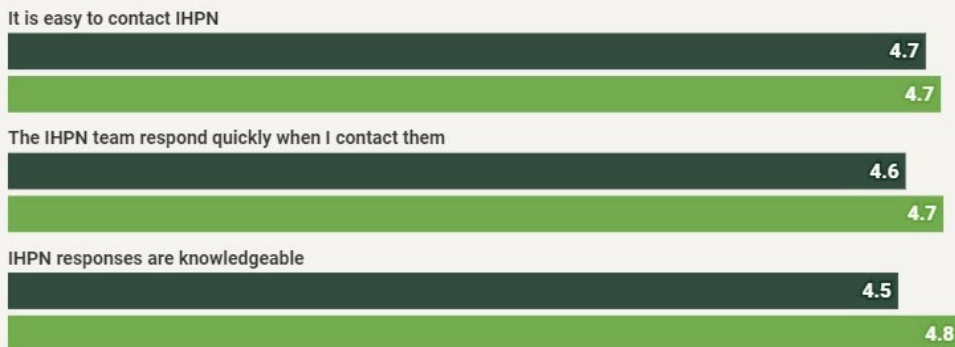 It is easy to contact IHPN
4.7
4.7
The IHPN team respond quickly when I contact them
4.6
4.7
IHPN responses are knowledgeable
4.5
4.8